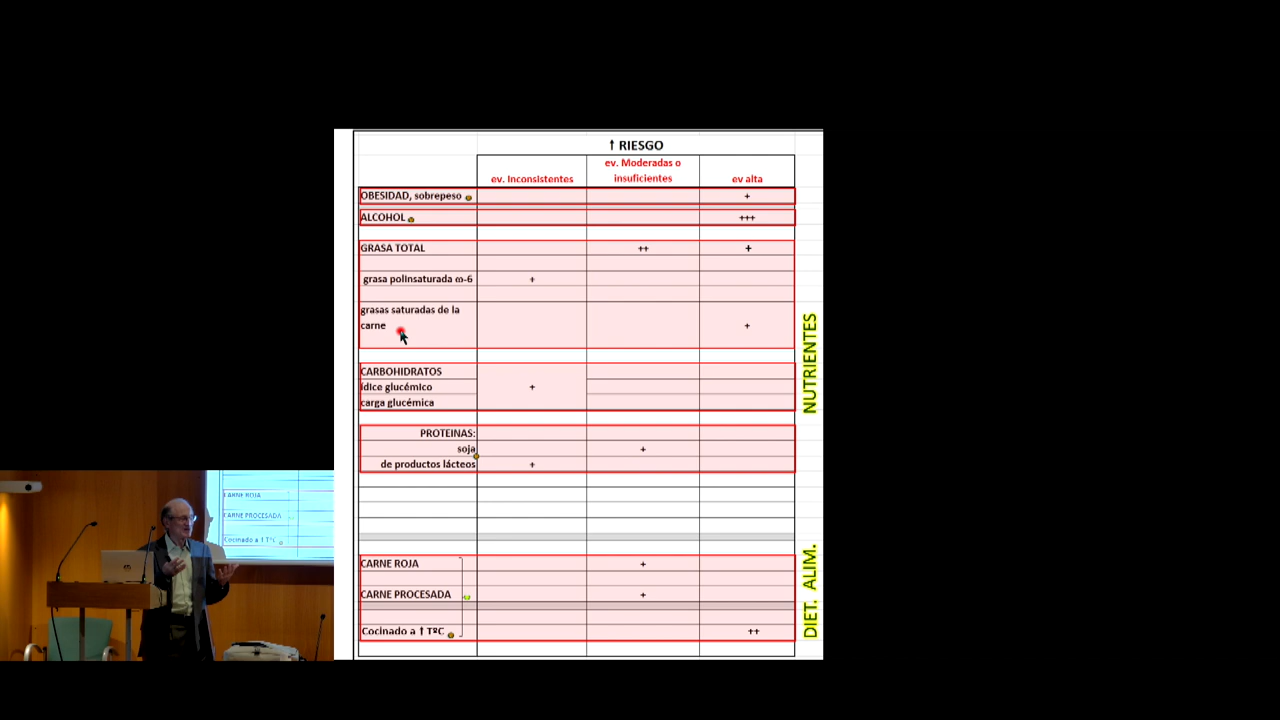 ↑ RIESGO
ev. Inconsistentes
ev. Moderadas o
insuficientes
ev alta
OBESIDAD, sobrepeso +
ALCOHOL +++
GRASA TOTAL ++ +
grasa polinsaturada ω-6 +
grasas saturadas de la
carne +
CARBOHIDRATOS
ídice glucémico +
carga glucémica
PROTEINAS:
soja +
de productos lácteos +
NUTRIENTES
CARNE ROJA +
CARNE PROCESADA +
Cocinado a ↑ TºC ++
DIET. ALIM.
CARNE ROJA
CARNE PROCESADA
Cocinado a ↑ TºC